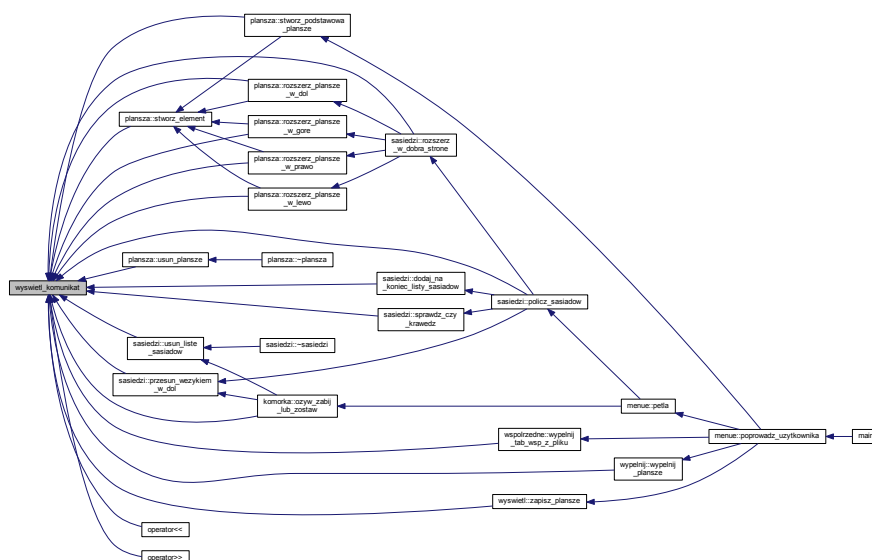 plansza::stworz_podstawowa
_plansze
plansza::rozszerz_plansze
_w_dol
plansza::stworz_element
plansza::rozszerz_plansze
_w_gore
sasiedzi::rozszerz
_w_dobra_strone
plansza::rozszerz_plansze
_w_prawo
plansza::rozszerz_plansze
_w_lewo
plansza::usun_plansze
plansza::~plansza
wyswietl_komunikat
sasiedzi::dodaj_na
_koniec_listy_sasiadow
sasiedzi::policz_sasiadow
sasiedzi::sprawdz_czy
_krawedz
sasiedzi::usun_liste
_sasiadow
sasiedzi::~sasiedzi
sasiedzi::przesun_wezykiem
_w_dol
komorka::ozyw_zabij
_lub_zostaw
menue::petla
wspolrzedne::wypelnij
_tab_wsp_z_pliku
menue::poprowadz_uzytkownika
main
wypelnij::wypelnij
_plansze
wyswietl::zapisz_plansze
operator<<
operator>>